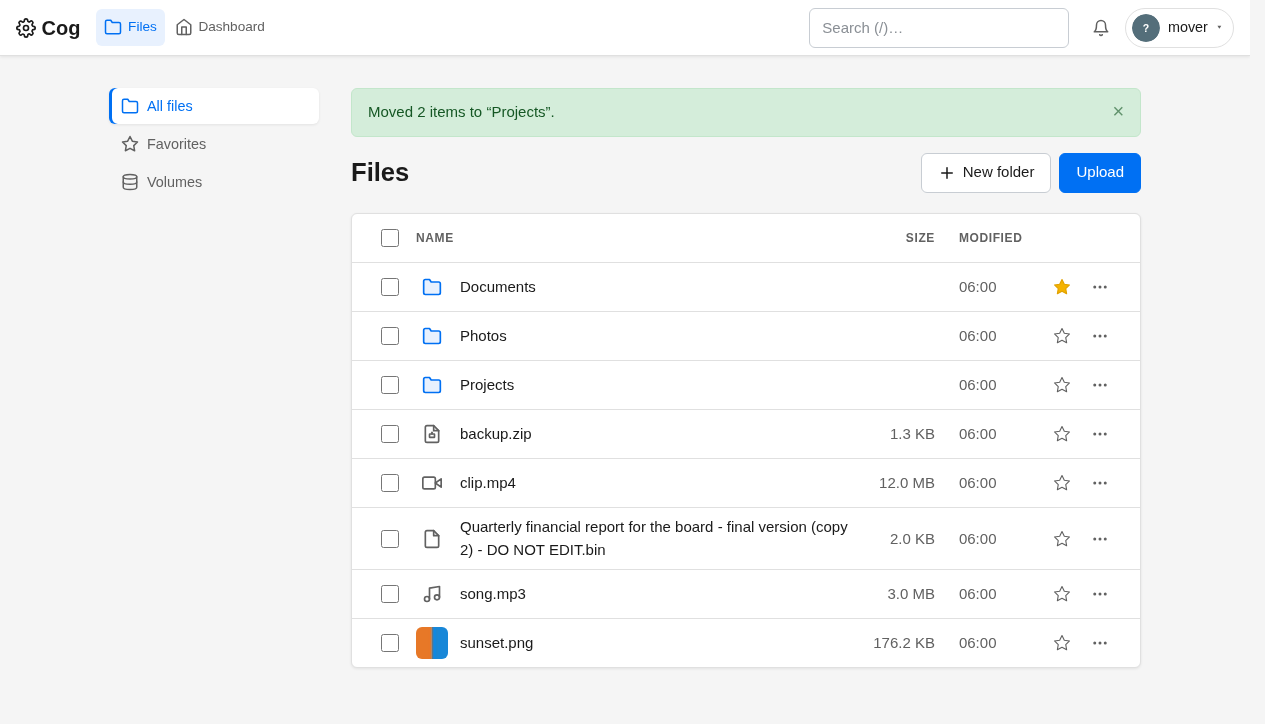 Cog
Files
Dashboard
Search (/)…
?
mover
All files
Favorites
Volumes
Moved 2 items to “Projects”.
Files
New folder
Upload
NAME SIZE MODIFIED
Documents 06:00
Photos 06:00
Projects 06:00
backup.zip 1.3 KB 06:00
clip.mp4 12.0 MB 06:00
Quarterly financial report for the board - final version (copy
2) - DO NOT EDIT.bin 2.0 KB 06:00
song.mp3 3.0 MB 06:00
sunset.png 176.2 KB 06:00